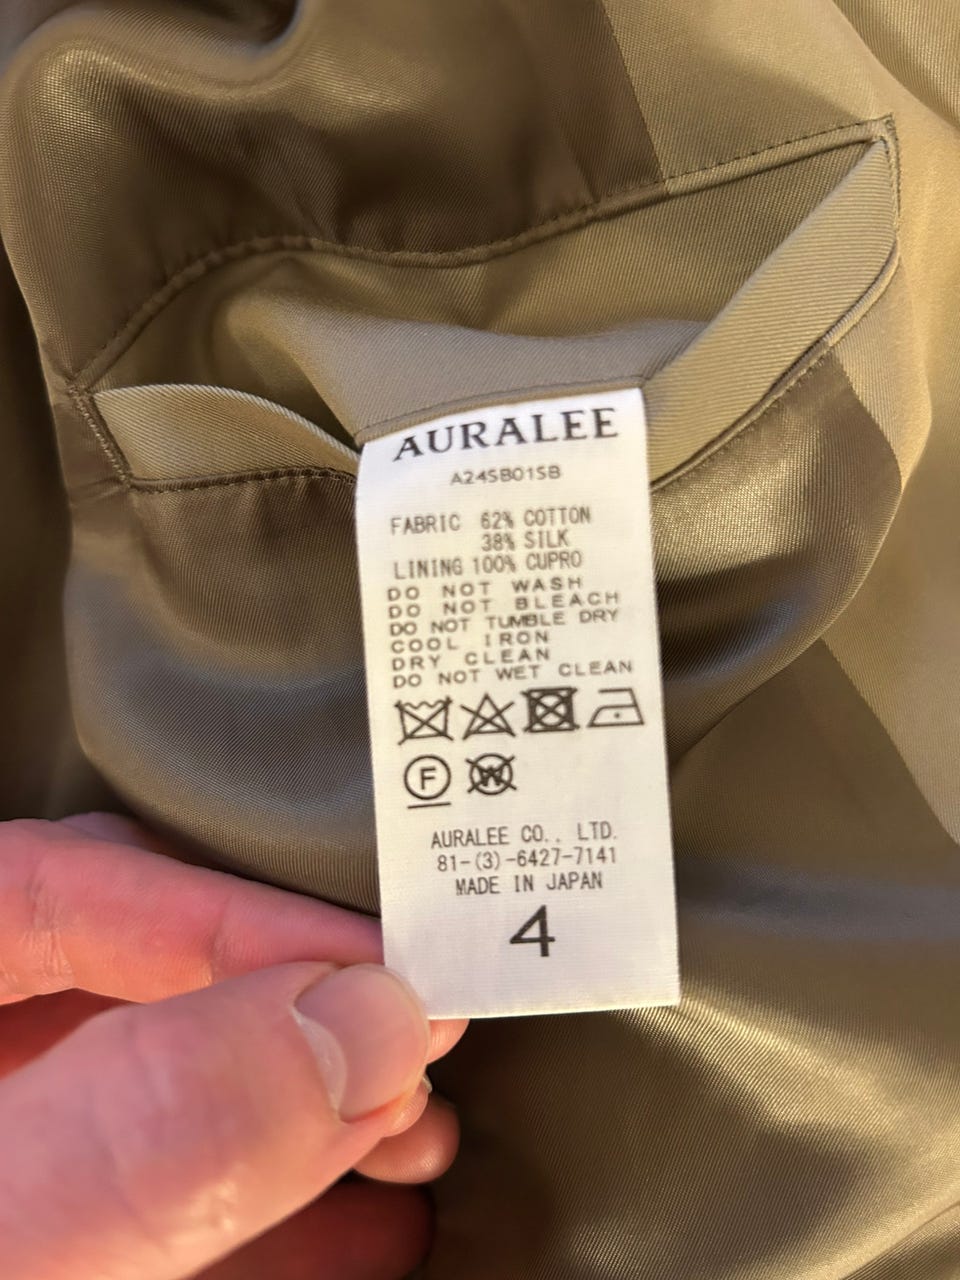 AURALEE
A24SB01SB
FABRIC 62% COTTON
38% SILK
LINING 100% CUPRO
DO NOT WASH
DO NOT BLEACH
DO NOT TUMBLE DRY
COOL IRON
DRY CLEAN
DO NOT WET CLEAN
F W
AURALEE CO., LTD.
81-(3)-6427-7141
MADE IN JAPAN
4